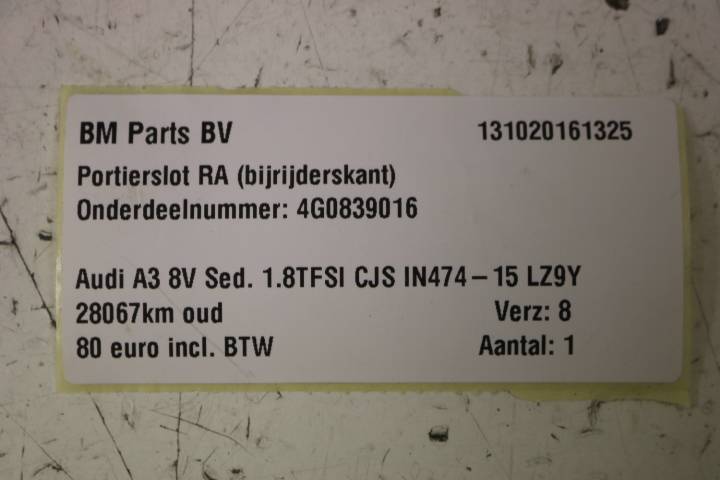 BM Parts BV 131020161325
Portierslot RA (bijrijderskant)
Onderdeelnummer: 4G0839016
Audi A3 8V Sed. 1.8TFSI CJS IN474 – 15 LZ9Y
28067km oud Verz: 8
80 euro incl. BTW Aantal: 1